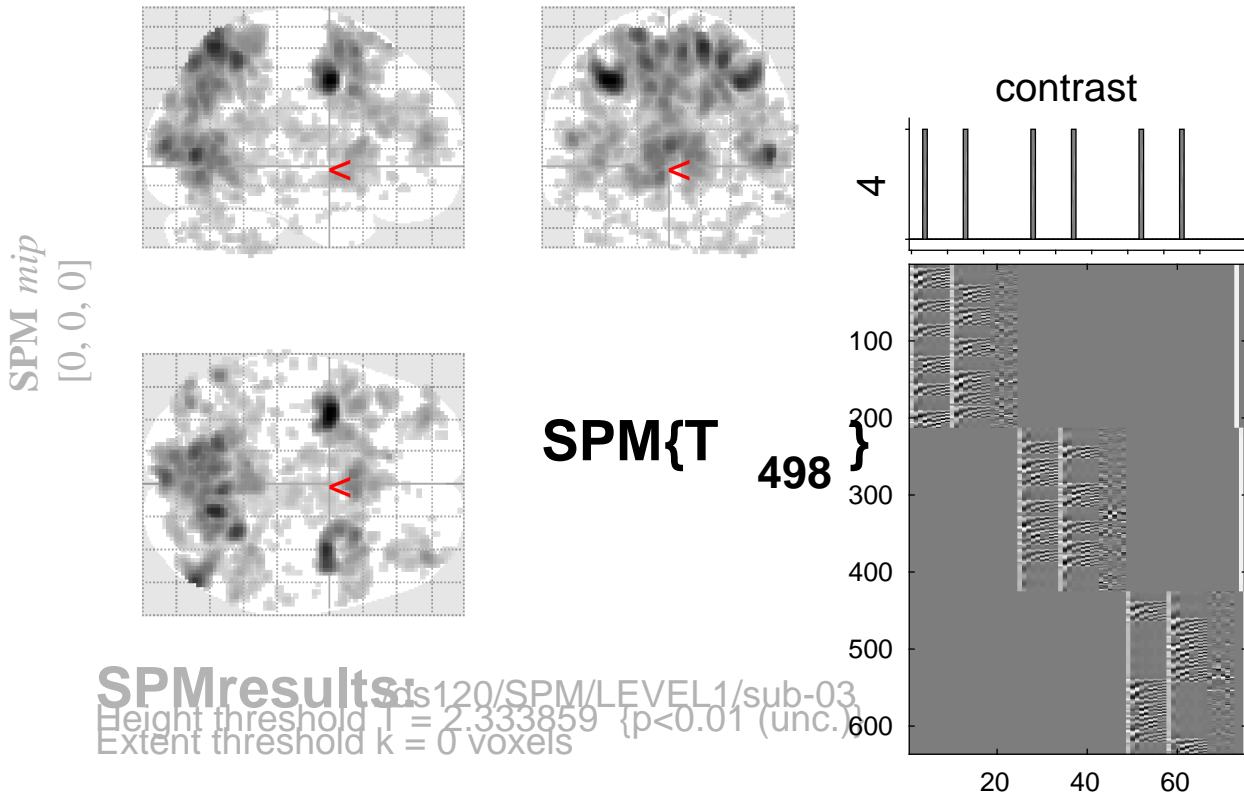 SPM mip
[0, 0, 0]
<
<
<
SPM{T 498 }
contrast
4
100
200
300
400
500
600
20 40 60
SPMresults: /ds120/SPM/LEVEL1/sub-03
Height threshold T = 2.333859 {p<0.01 (unc.)}
Extent threshold k = 0 voxels